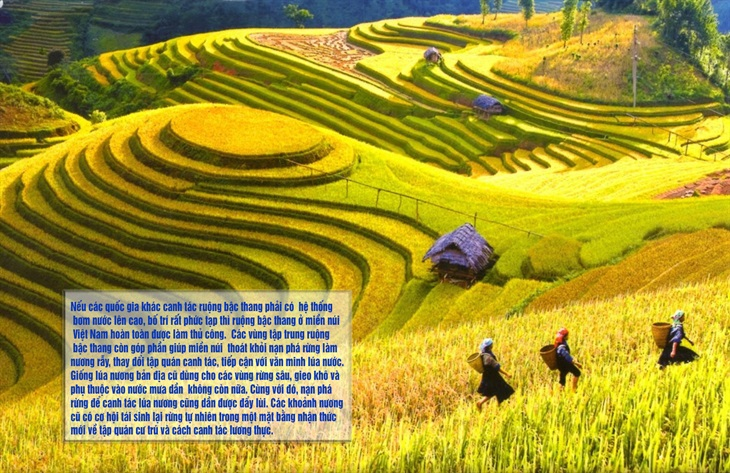 Nếu các quốc gia khác canh tác ruộng bậc thang phải có hệ thống
bơm nước lên cao, bố trí rất phức tạp thì ruộng bậc thang ở miền núi
Việt Nam hoàn toàn được làm thủ công. Các vùng tập trung ruộng
bậc thang còn góp phần giúp miền núi thoát khỏi nạn phá rừng làm
nương rẫy, thay đổi tập quán canh tác, tiếp cận với văn minh lúa nước.
Giống lúa nương bản địa cũ dùng cho các vùng rừng sâu, gieo khô và
phụ thuộc vào nước mưa dần không còn nữa. Cùng với đó, nạn phá
rừng để canh tác lúa nương cũng dần được đẩy lùi. Các khoảnh nương
cũ có cơ hội tái sinh lại rừng tự nhiên trong một mặt bằng nhận thức
mới về tập quán cư trú và cách canh tác lương thực.